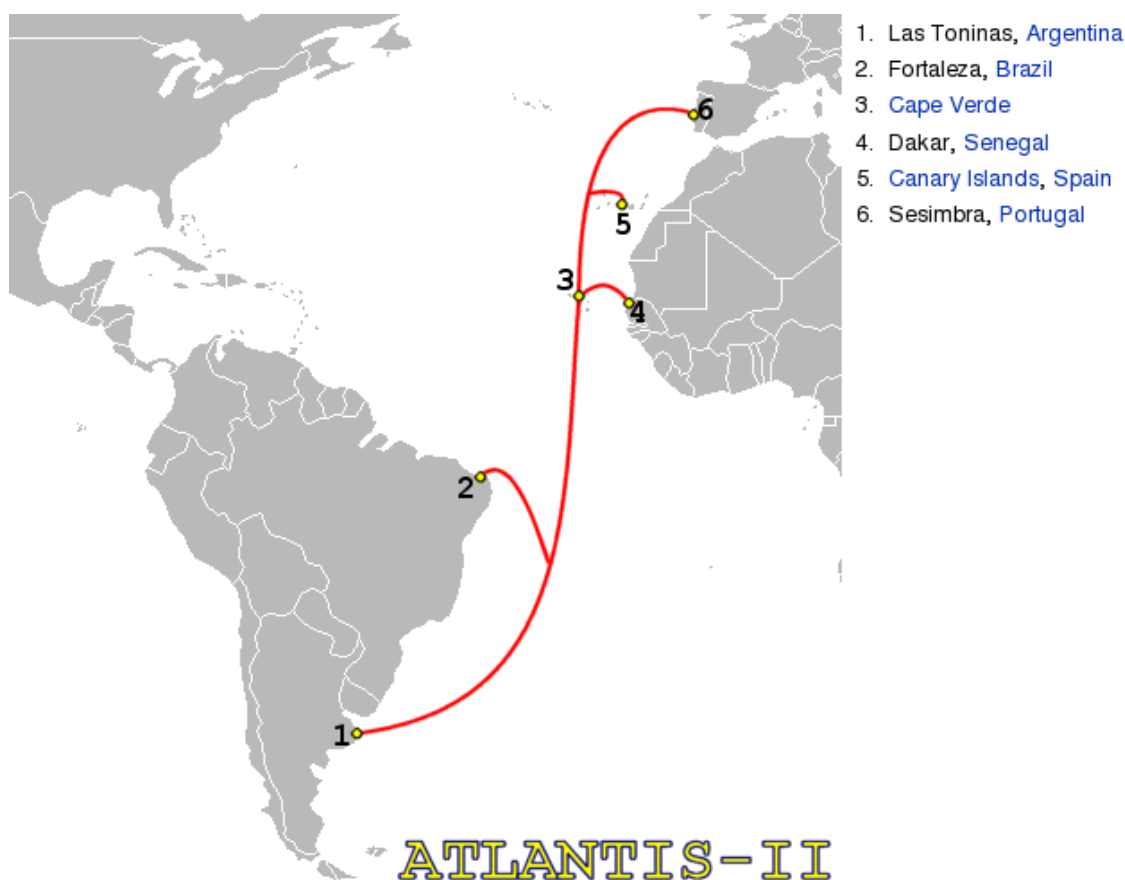 1. Las Toninas, Argentina
2. Fortaleza, Brazil
3. Cape Verde
4. Dakar, Senegal
5. Canary Islands, Spain
6. Sesimbra, Portugal
6
5
3
4
2
1
ATLANTIS-II